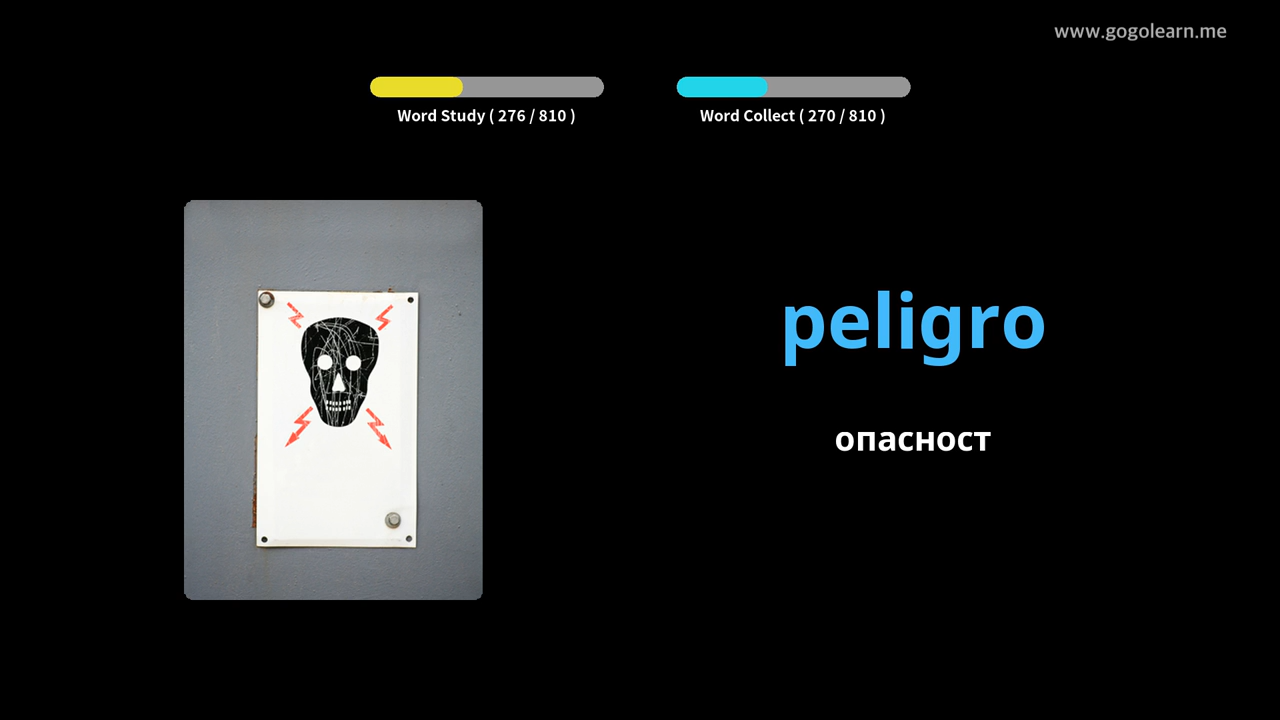 www.gogolearn.me
Word Study ( 276 / 810 )
Word Collect ( 270 / 810 )
peligro
опасност